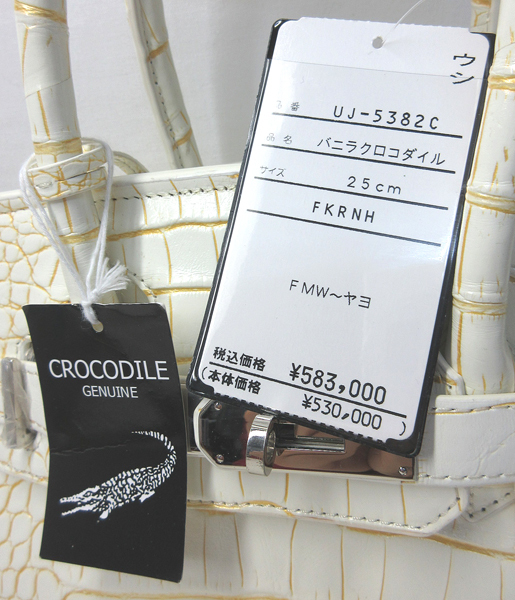 ウシ
品番 UJ-5382C
品名 バニラクロコダイル
サイズ 25cm
FKRNH
FMW〜ヤヨ
税込価格 ¥583,000
(本体価格 ¥530,000)
CROCODILE
GENUINE